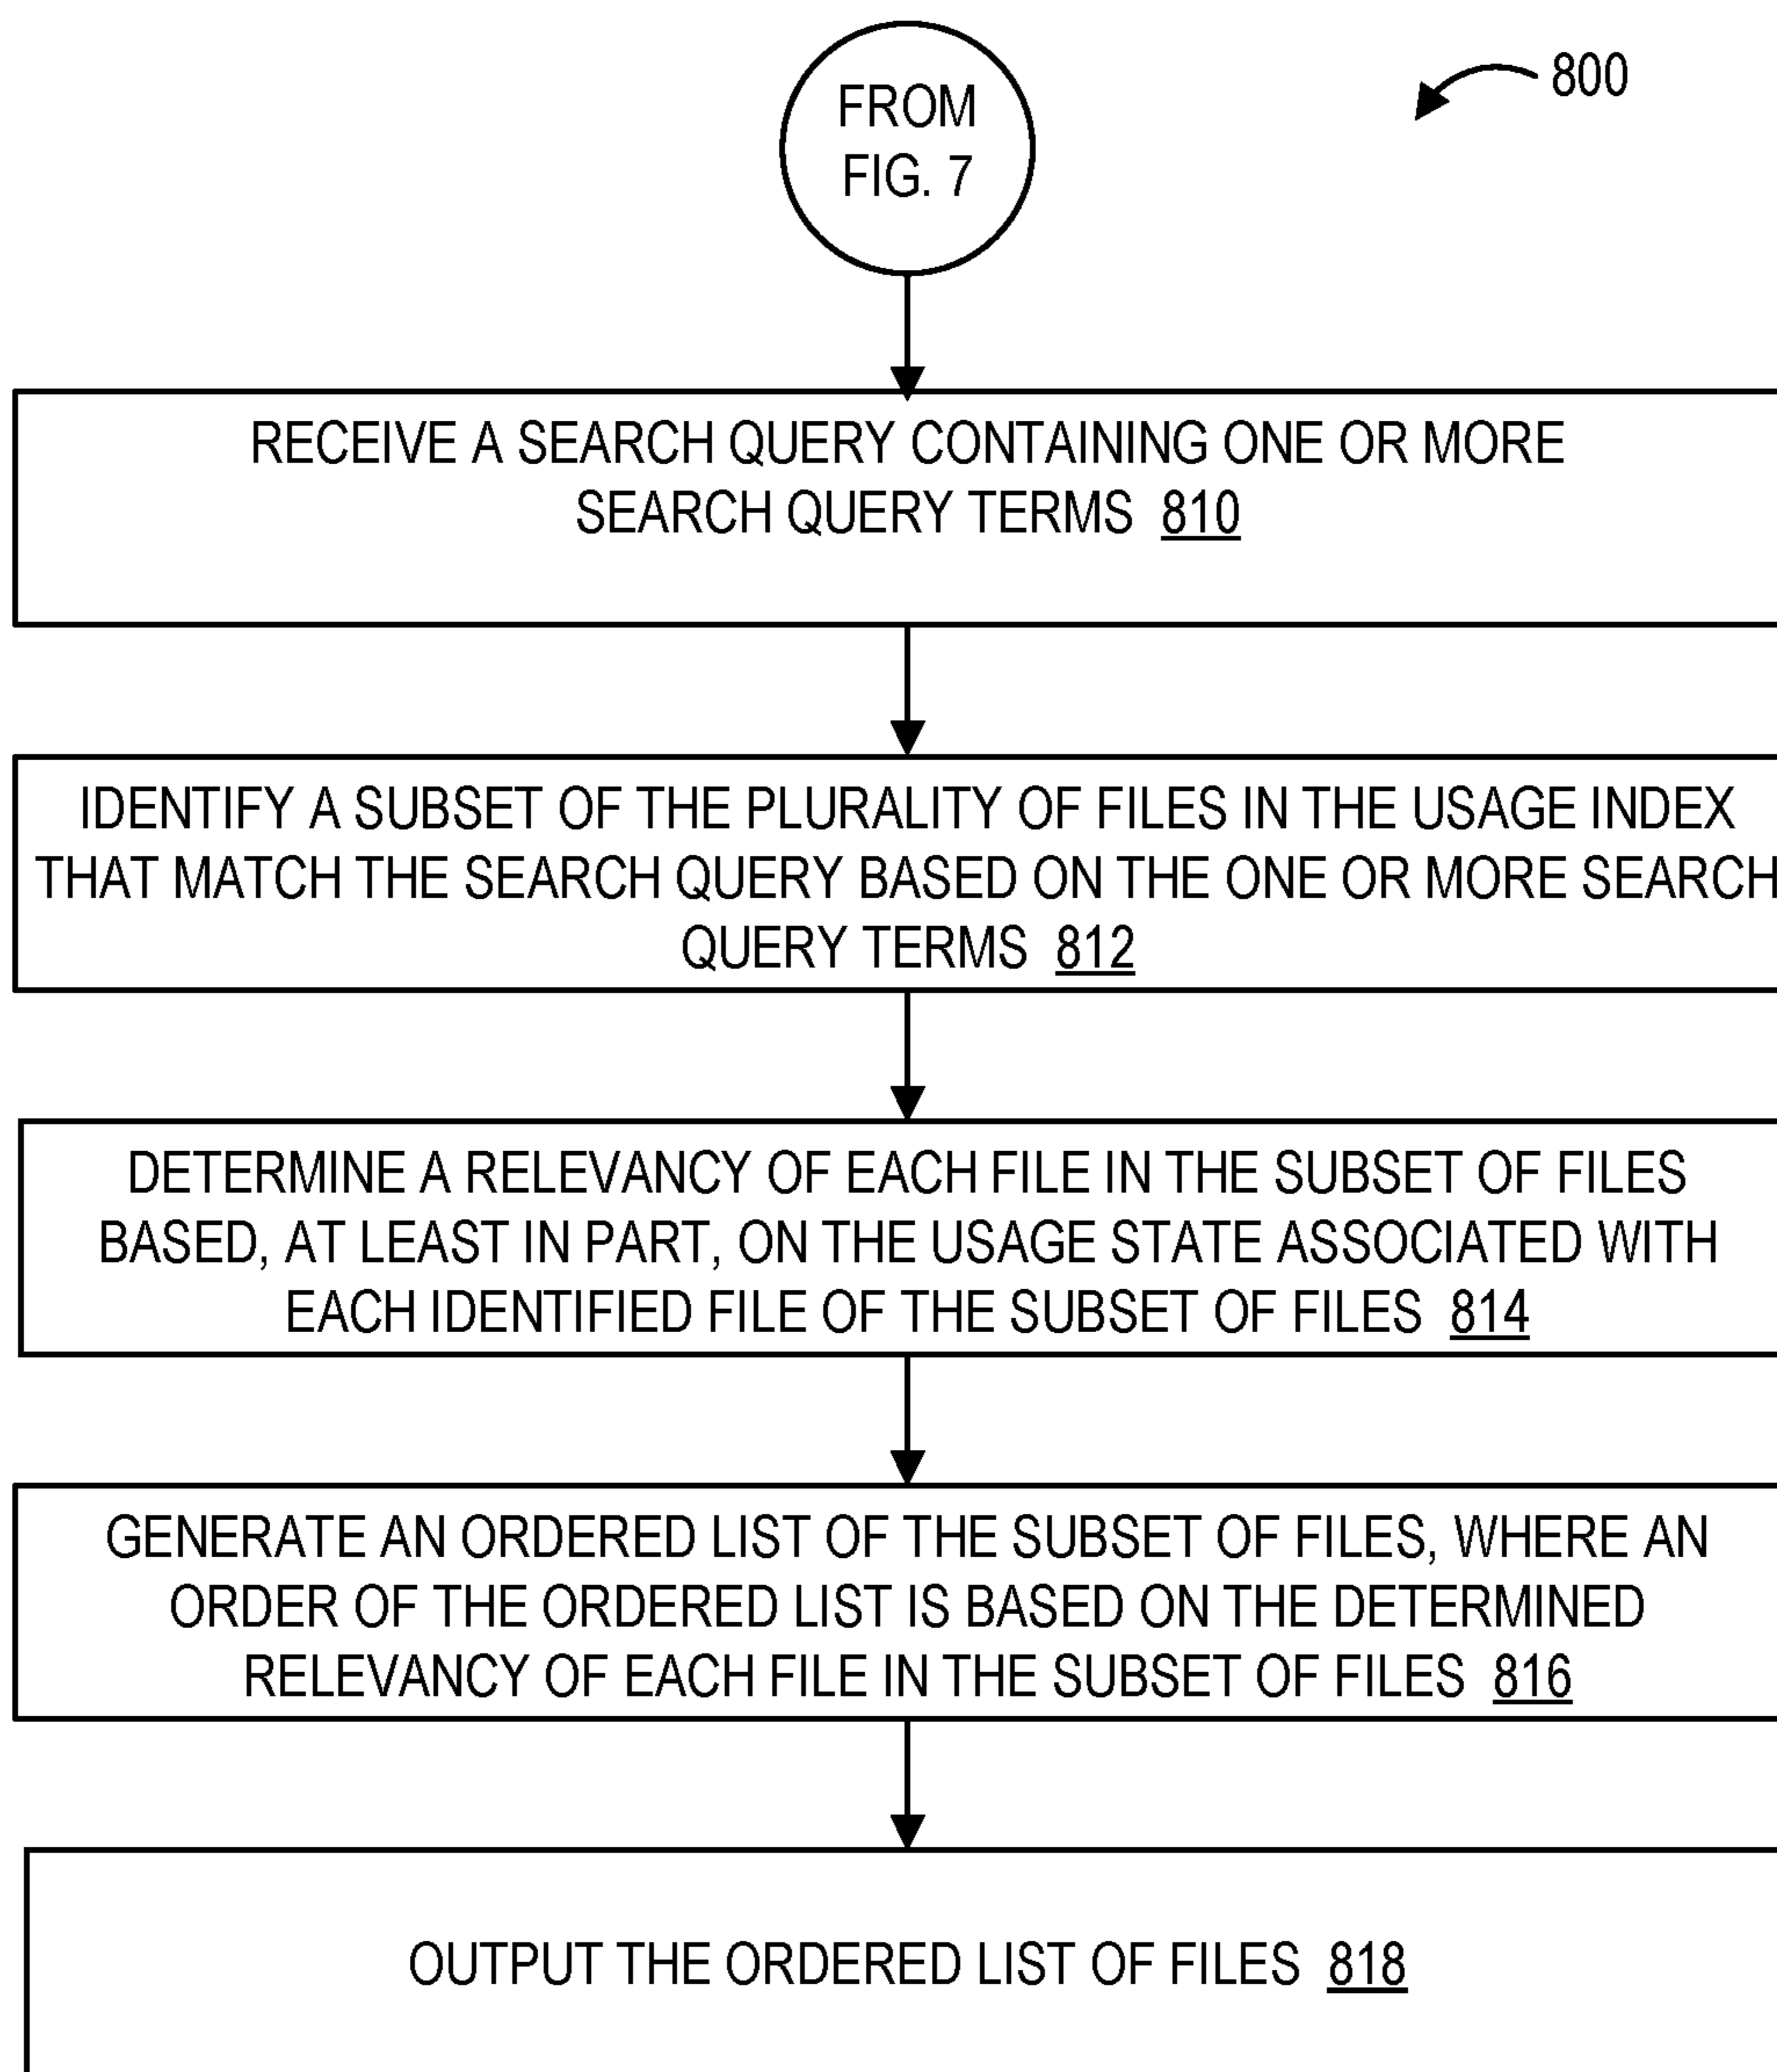 FROM
FIG. 7
800
RECEIVE A SEARCH QUERY CONTAINING ONE OR MORE
SEARCH QUERY TERMS 810
IDENTIFY A SUBSET OF THE PLURALITY OF FILES IN THE USAGE INDEX
THAT MATCH THE SEARCH QUERY BASED ON THE ONE OR MORE SEARCH
QUERY TERMS 812
DETERMINE A RELEVANCY OF EACH FILE IN THE SUBSET OF FILES
BASED, AT LEAST IN PART, ON THE USAGE STATE ASSOCIATED WITH
EACH IDENTIFIED FILE OF THE SUBSET OF FILES 814
GENERATE AN ORDERED LIST OF THE SUBSET OF FILES, WHERE AN
ORDER OF THE ORDERED LIST IS BASED ON THE DETERMINED
RELEVANCY OF EACH FILE IN THE SUBSET OF FILES 816
OUTPUT THE ORDERED LIST OF FILES 818